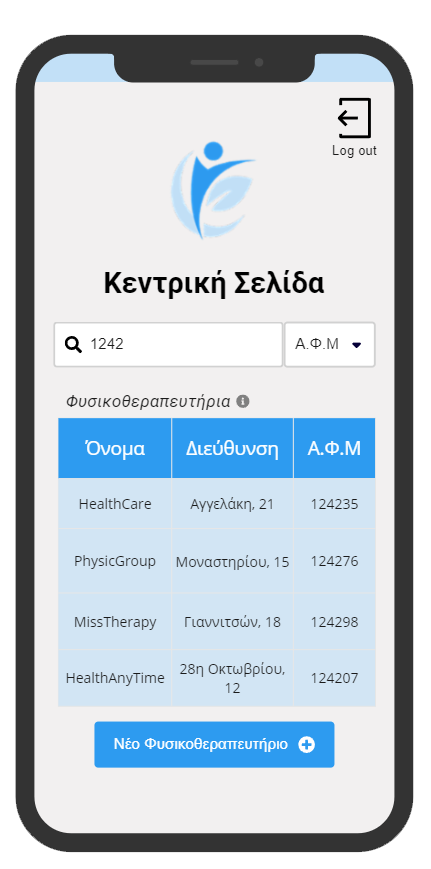 Log out
Κεντρική Σελίδα
1242 Α.Φ.Μ
Φυσικοθεραπευτήρια
Όνομα Διεύθυνση Α.Φ.Μ
HealthCare Αγγελάκη, 21 124235
PhysicGroup Μοναστηρίου, 15 124276
MissTherapy Γιαννιτσών, 18 124298
HealthAnyTime 28η Οκτωβρίου, 12 124207
Νέο Φυσικοθεραπευτήριο